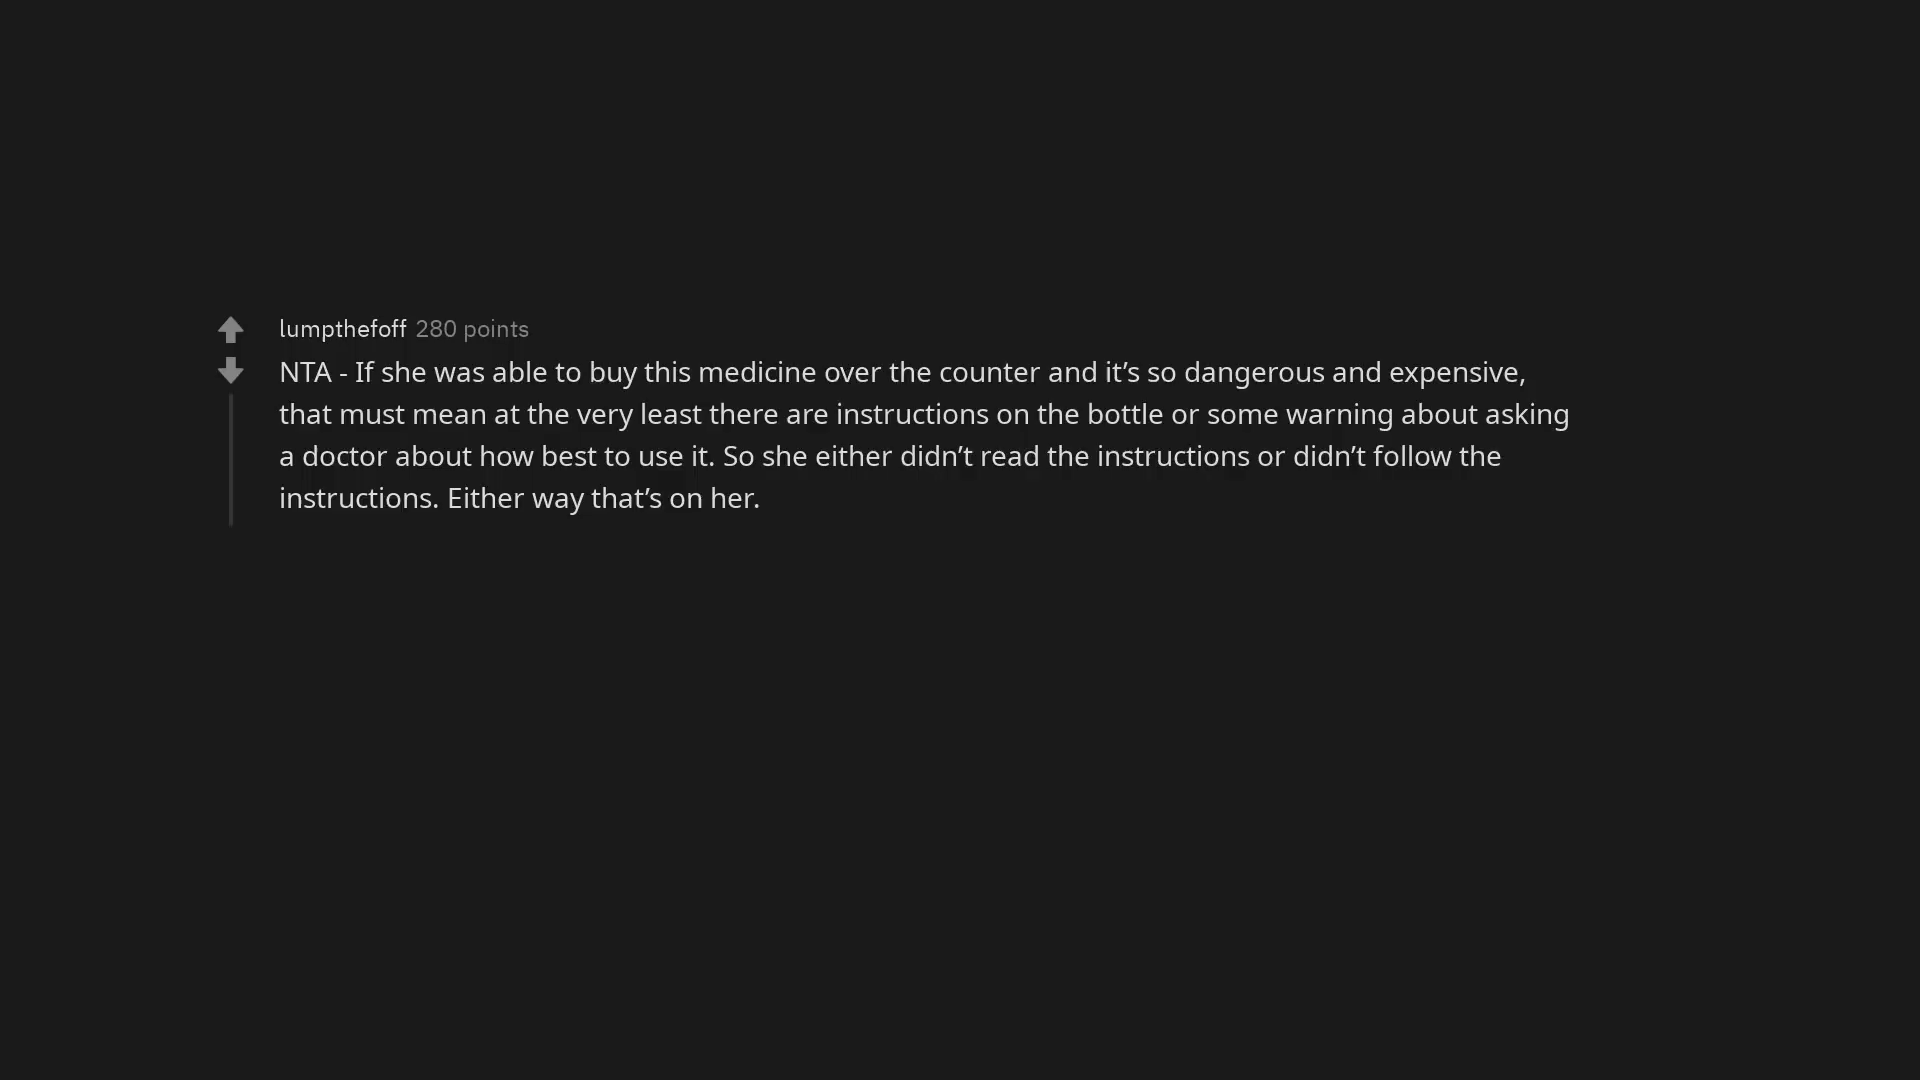 lumpthefoff 280 points
NTA - If she was able to buy this medicine over the counter and it’s so dangerous and expensive,
that must mean at the very least there are instructions on the bottle or some warning about asking
a doctor about how best to use it. So she either didn’t read the instructions or didn’t follow the
instructions. Either way that’s on her.